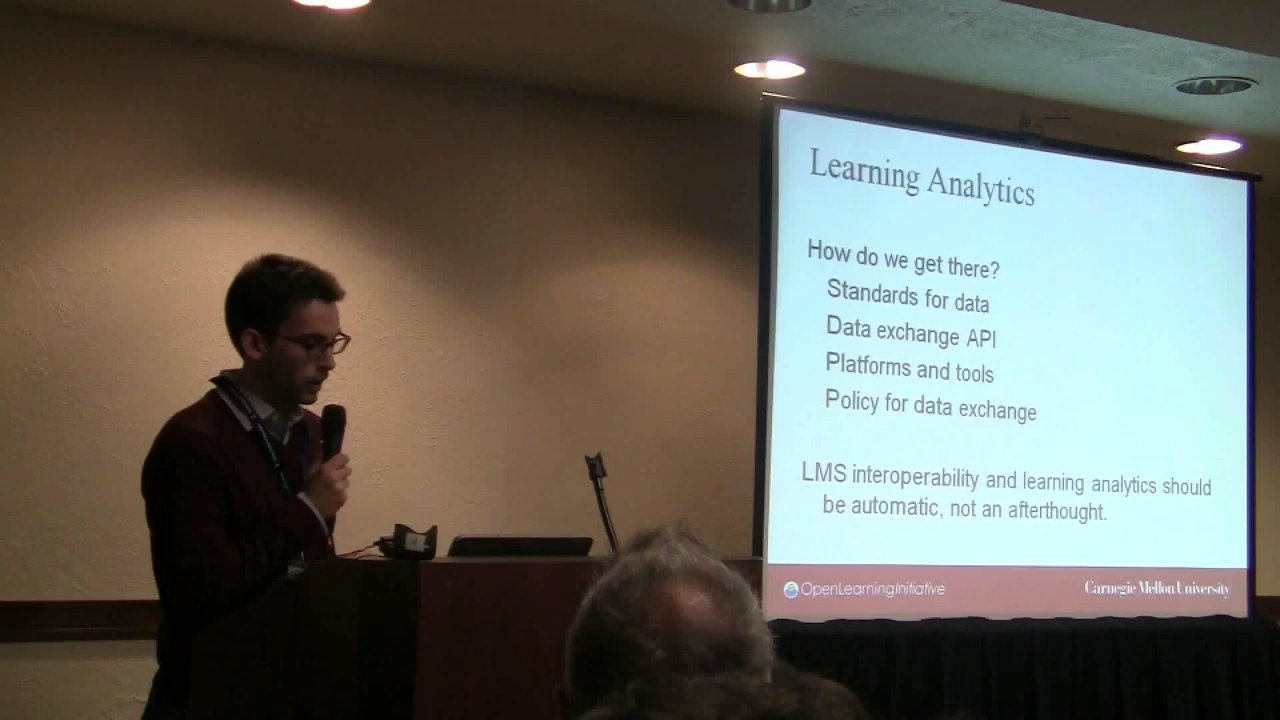 Learning Analytics
How do we get there?
Standards for data
Data exchange API
Platforms and tools
Policy for data exchange
LMS interoperability and learning analytics should
be automatic, not an afterthought.
OpenLearningInitiative
Carnegie Mellon University